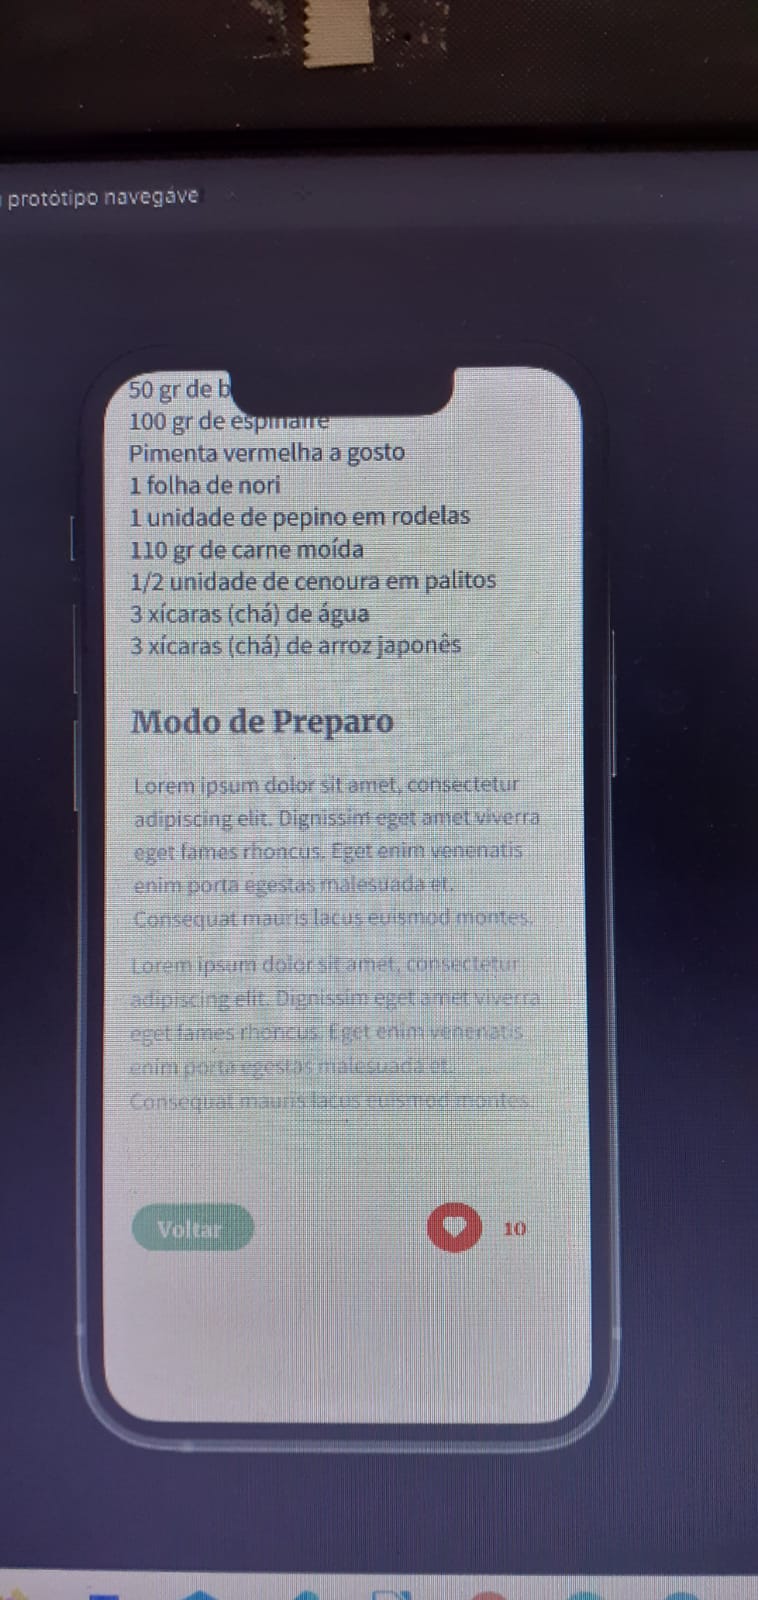 protótipo navegáve
50 gr de b
100 gr de espinafre
Pimenta vermelha a gosto
1 folha de nori
1 unidade de pepino em rodelas
110 gr de carne moída
1/2 unidade de cenoura em palitos
3 xícaras (chá) de água
3 xícaras (chá) de arroz japonês
Modo de Preparo
Lorem ipsum dolor sit amet, consectetur
adipiscing elit. Dignissim eget amet viverra
eget fames rhoncus. Eget enim venenatis
enim porta egestas malesuada et.
Consequat mauris lacus euismod montes.
Lorem ipsum dolor sit amet, consectetur
adipiscing elit. Dignissim eget amet viverra
eget fames rhoncus. Eget enim venenatis
enim porta egestas malesuada et.
Consequat mauris lacus euismod montes.
Voltar
10